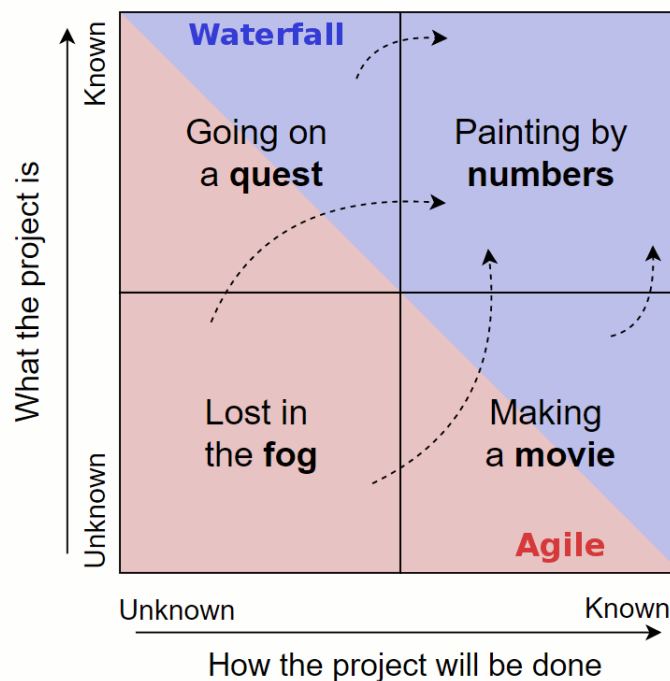 Waterfall
Known
Going on
a quest
Painting by
numbers
What the project is
Lost in
the fog
Making
a movie
Unknown
Agile
Unknown
Known
How the project will be done